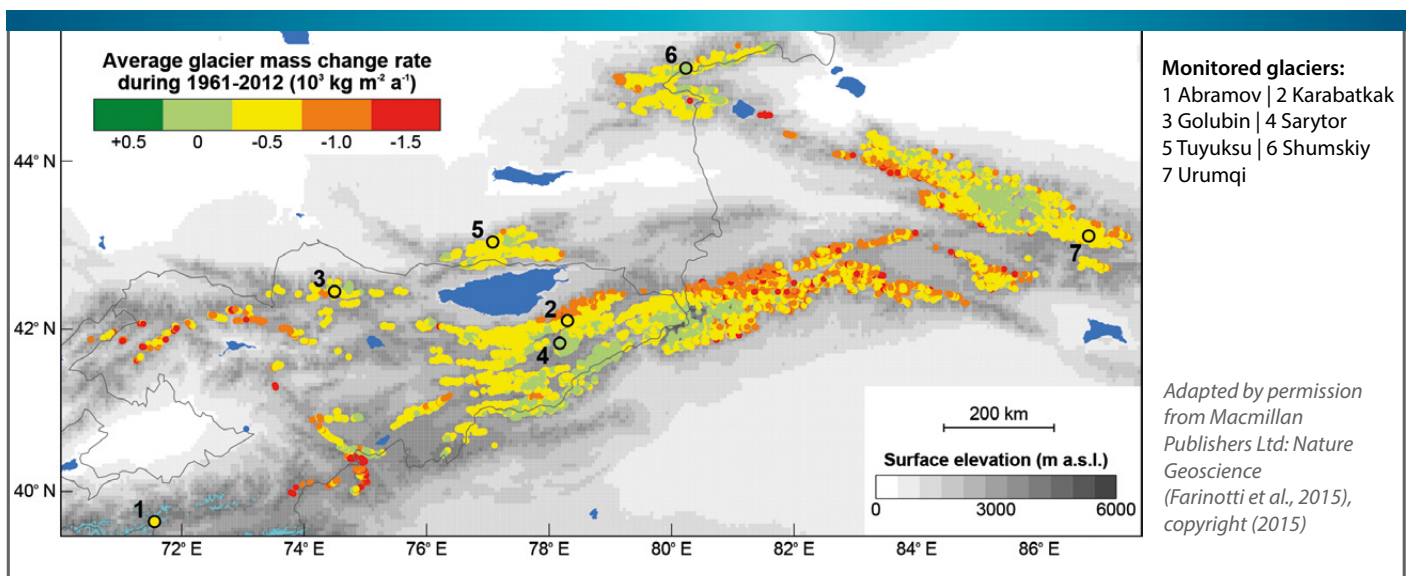 Average glacier mass change rate
during 1961-2012 (10³ kg m⁻² a⁻¹)
+0.5 0 -0.5 -1.0 -1.5
44° N
42° N
40° N
6
5
3
2
4
7
1
200 km
Surface elevation (m a.s.l.)
0 3000 6000
72° E 74° E 76° E 78° E 80° E 82° E 84° E 86° E
Monitored glaciers:
1 Abramov | 2 Karabatkak
3 Golubin | 4 Sarytor
5 Tuyuksu | 6 Shumskiy
7 Urumqi
Adapted by permission
from Macmillan
Publishers Ltd: Nature
Geoscience
(Farinotti et al., 2015),
copyright (2015)